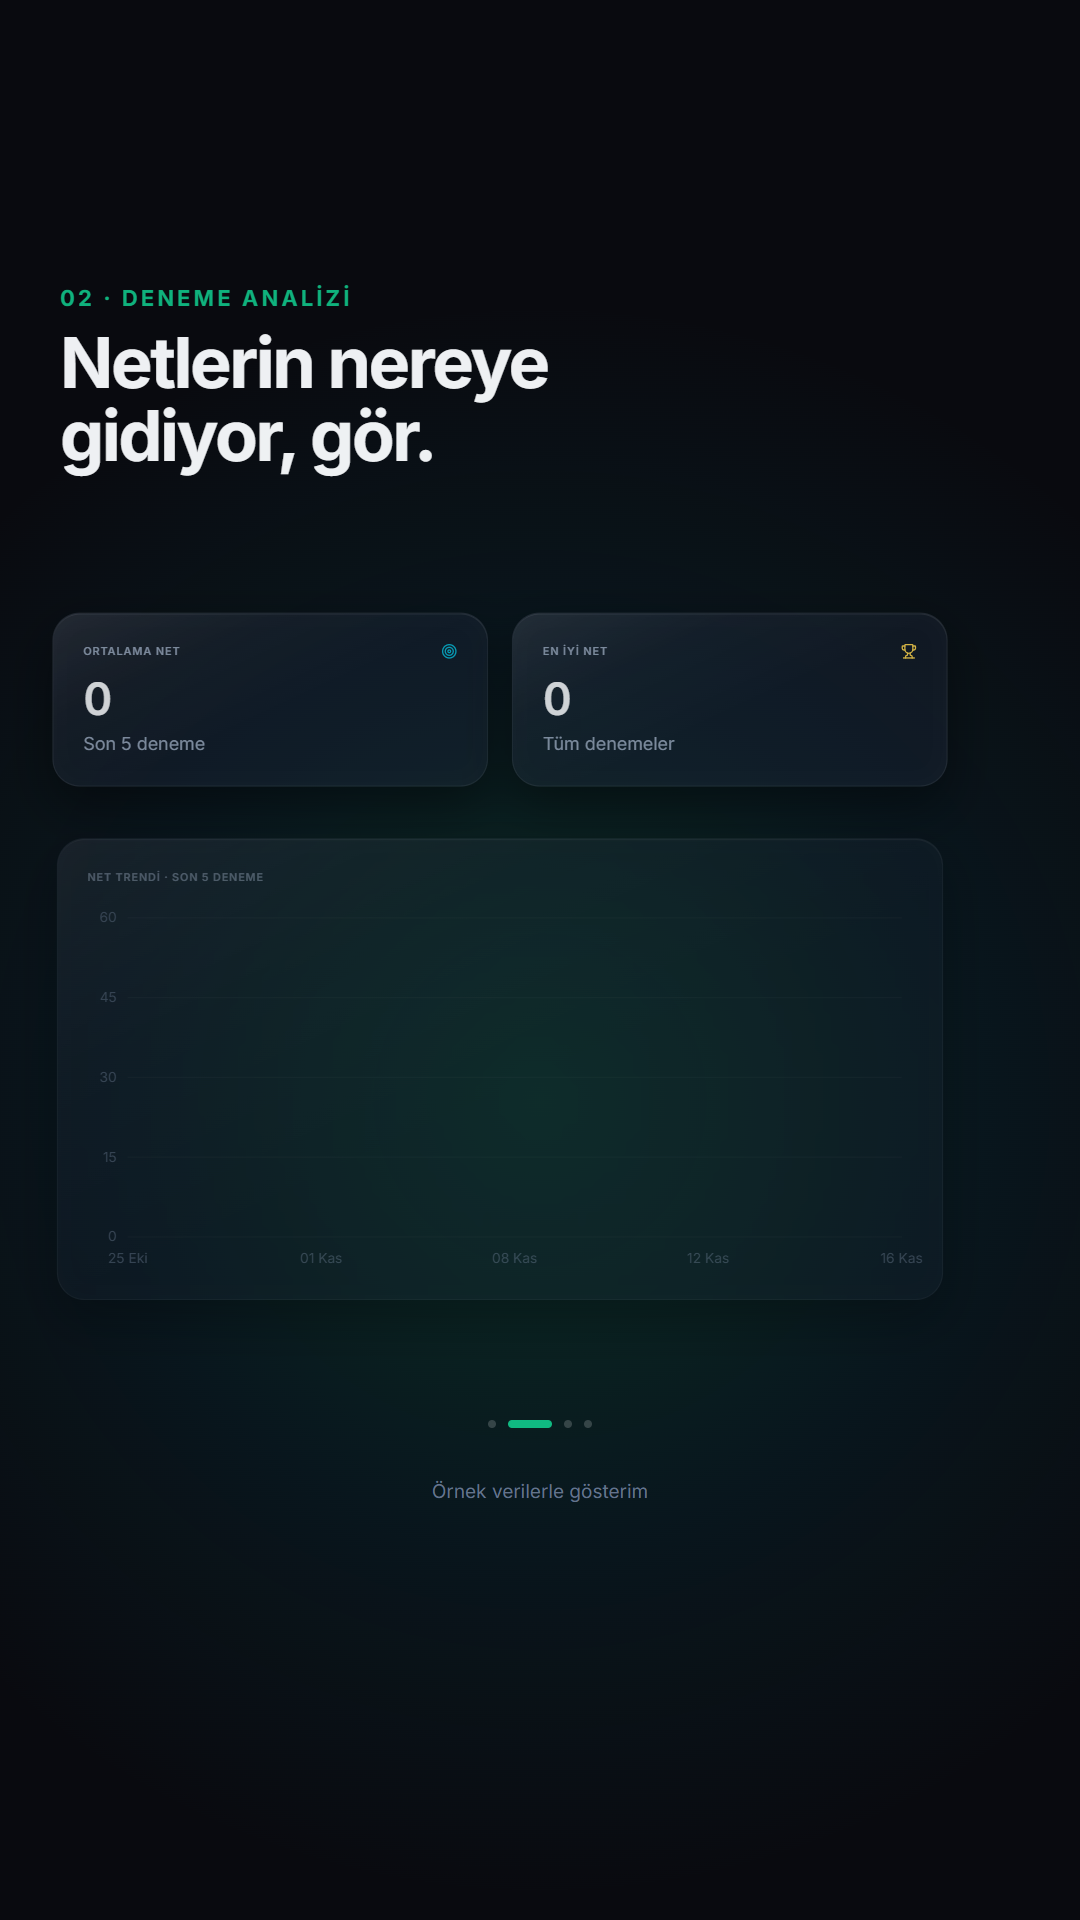 02 · DENEME ANALİZİ
Netlerin nereye
gidiyor, gör.
ORTALAMA NET
0
Son 5 deneme
EN İYİ NET
0
Tüm denemeler
NET TRENDİ · SON 5 DENEME
60
45
30
15
0
25 Eki 01 Kas 08 Kas 12 Kas 16 Kas
Örnek verilerle gösterim